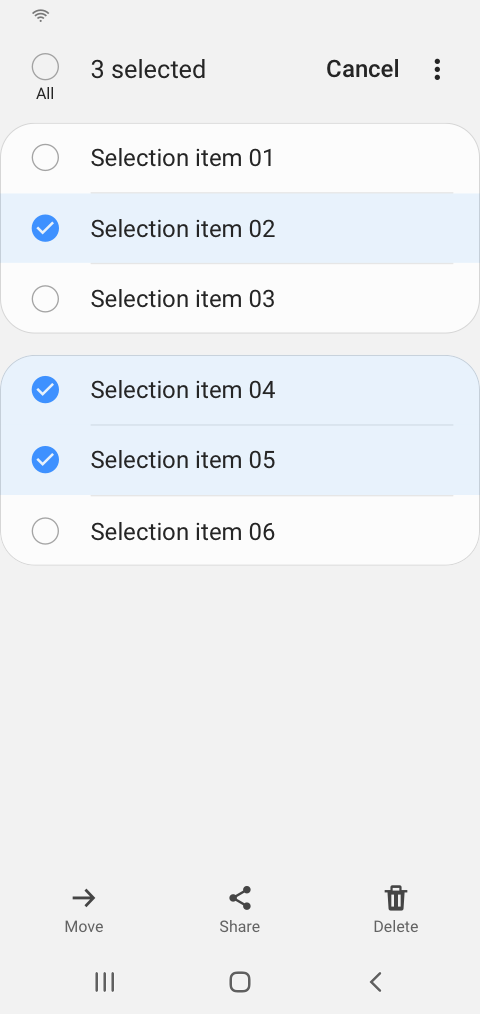 3 selected
Cancel
All
Selection item 01
Selection item 02
Selection item 03
Selection item 04
Selection item 05
Selection item 06
Move
Share
Delete